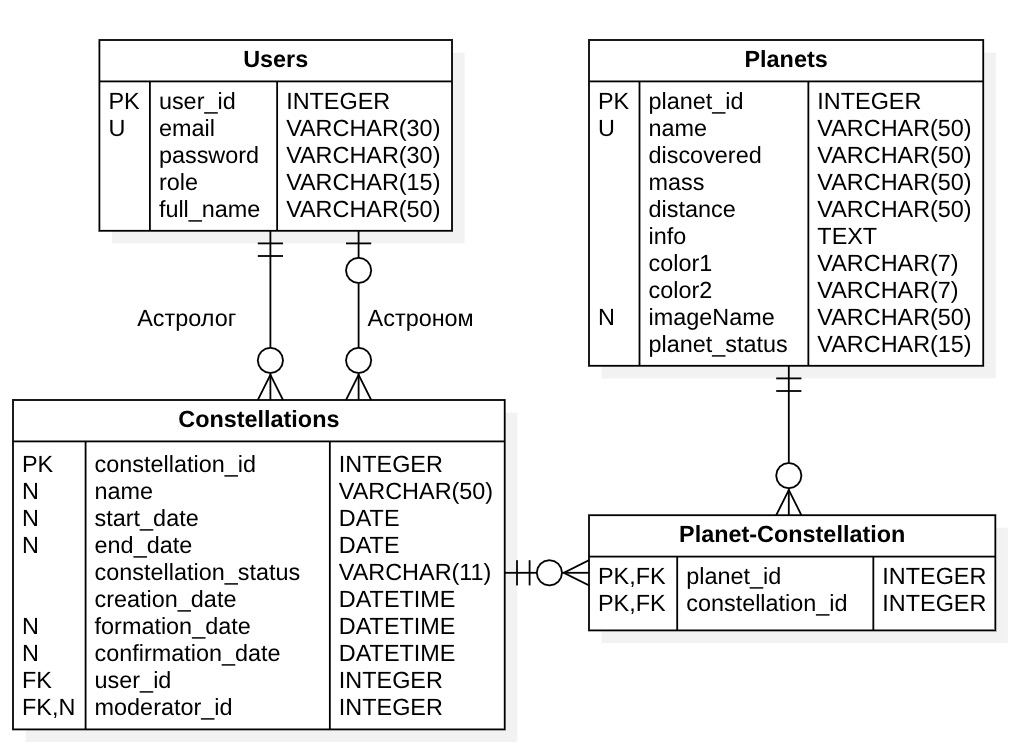 Users
PK user_id INTEGER
U email VARCHAR(30)
password VARCHAR(30)
role VARCHAR(15)
full_name VARCHAR(50)
Planets
PK planet_id INTEGER
U name VARCHAR(50)
discovered VARCHAR(50)
mass VARCHAR(50)
distance VARCHAR(50)
info TEXT
color1 VARCHAR(7)
color2 VARCHAR(7)
N imageName VARCHAR(50)
planet_status VARCHAR(15)
Астролог
Астроном
Constellations
PK constellation_id INTEGER
N name VARCHAR(50)
N start_date DATE
N end_date DATE
constellation_status VARCHAR(11)
creation_date DATETIME
N formation_date DATETIME
N confirmation_date DATETIME
FK user_id INTEGER
FK,N moderator_id INTEGER
Planet-Constellation
PK,FK planet_id INTEGER
PK,FK constellation_id INTEGER